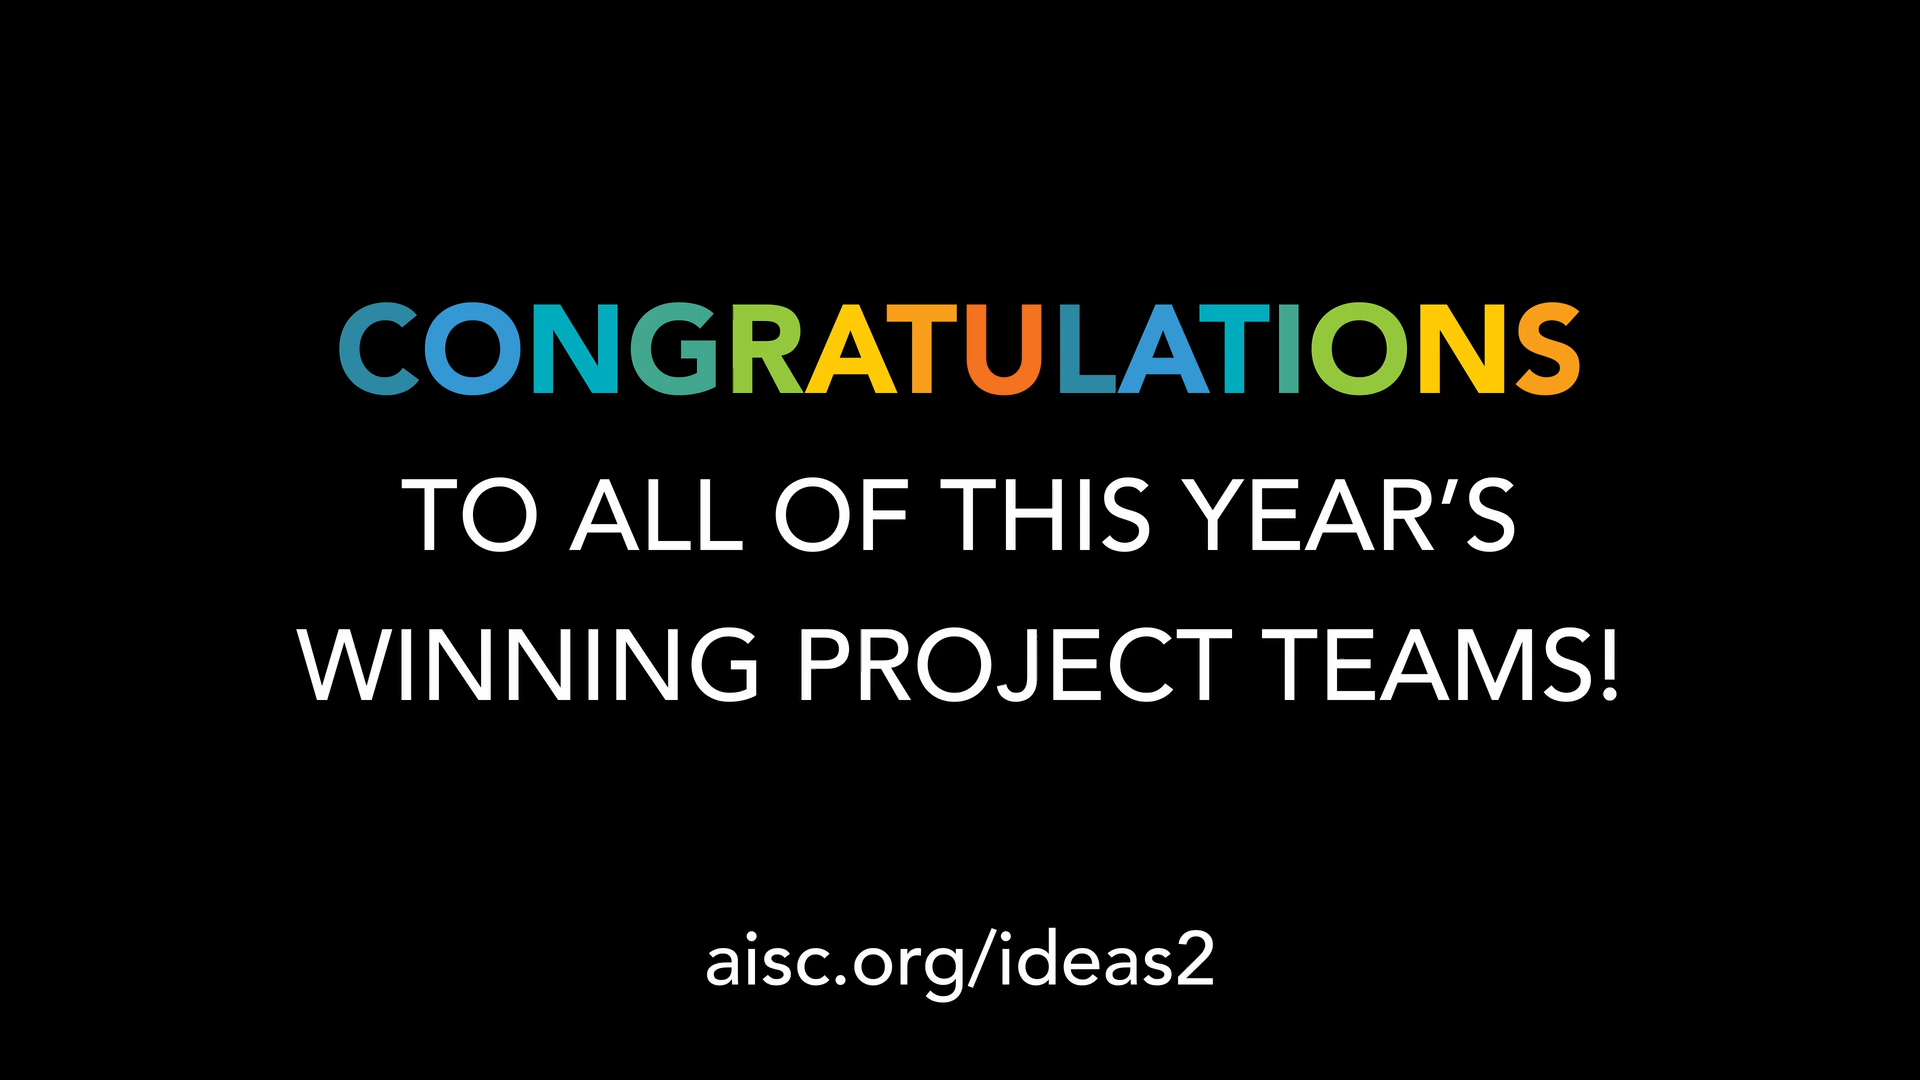 CONGRATULATIONS
TO ALL OF THIS YEAR’S
WINNING PROJECT TEAMS!
aisc.org/ideas2